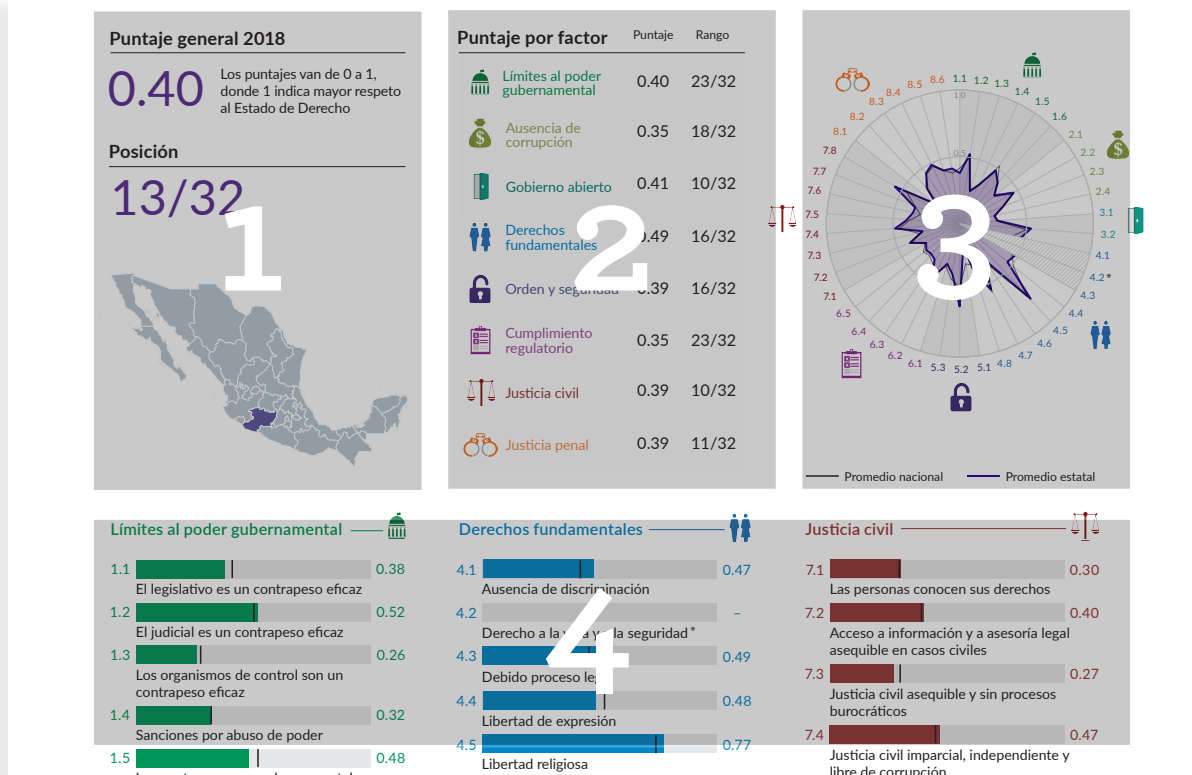 Puntaje general 2018
0.40
Los puntajes van de 0 a 1,
donde 1 indica mayor respeto
al Estado de Derecho
Posición
13/32
1
Puntaje por factor Puntaje Rango
Límites al poder
gubernamental 0.40 23/32
Ausencia de
corrupción 0.35 18/32
Gobierno abierto 0.41 10/32
Derechos
fundamentales 0.49 16/32
Orden y seguridad 0.39 16/32
Cumplimiento
regulatorio 0.35 23/32
Justicia civil 0.39 10/32
Justicia penal 0.39 11/32
2
1.1
1.2
1.3
1.4
1.5
1.6
2.1
2.2
2.3
2.4
3.1
3.2
4.1
4.2*
4.3
4.4
4.5
4.6
4.7
4.8
5.1
5.2
5.3
6.1
6.2
6.3
6.4
6.5
7.1
7.2
7.3
7.4
7.5
7.6
7.7
7.8
8.1
8.2
8.3
8.4
8.5
8.6
1.0
0.5
3
Promedio nacional Promedio estatal
Límites al poder gubernamental
1.1 0.38
El legislativo es un contrapeso eficaz
1.2 0.52
El judicial es un contrapeso eficaz
1.3 0.26
Los organismos de control son un
contrapeso eficaz
1.4 0.32
Sanciones por abuso de poder
1.5 0.48
Derechos fundamentales
4.1 0.47
Ausencia de discriminación
4.2 –
Derecho a la vida y a la seguridad*
4.3 0.49
Debido proceso
4.4 0.48
Libertad de expresión
4.5 0.77
Libertad religiosa
4
Justicia civil
7.1 0.30
Las personas conocen sus derechos
7.2 0.40
Acceso a información y a asesoría legal
asequible en casos civiles
7.3 0.27
Justicia civil asequible y sin procesos
burocráticos
7.4 0.47
Justicia civil imparcial, independiente y
libre de corrupción